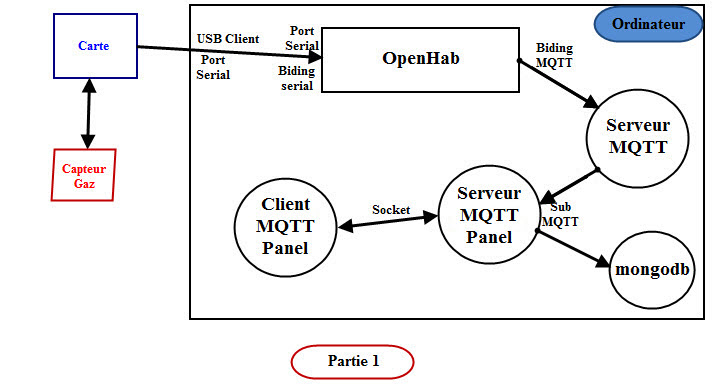 Ordinateur
Carte
USB Client
Port
Serial
Port
Serial
Biding
serial
OpenHab
Biding
MQTT
Serveur
MQTT
Capteur
Gaz
Client
MQTT
Panel
Socket
Serveur
MQTT
Panel
Sub
MQTT
mongodb
Partie 1